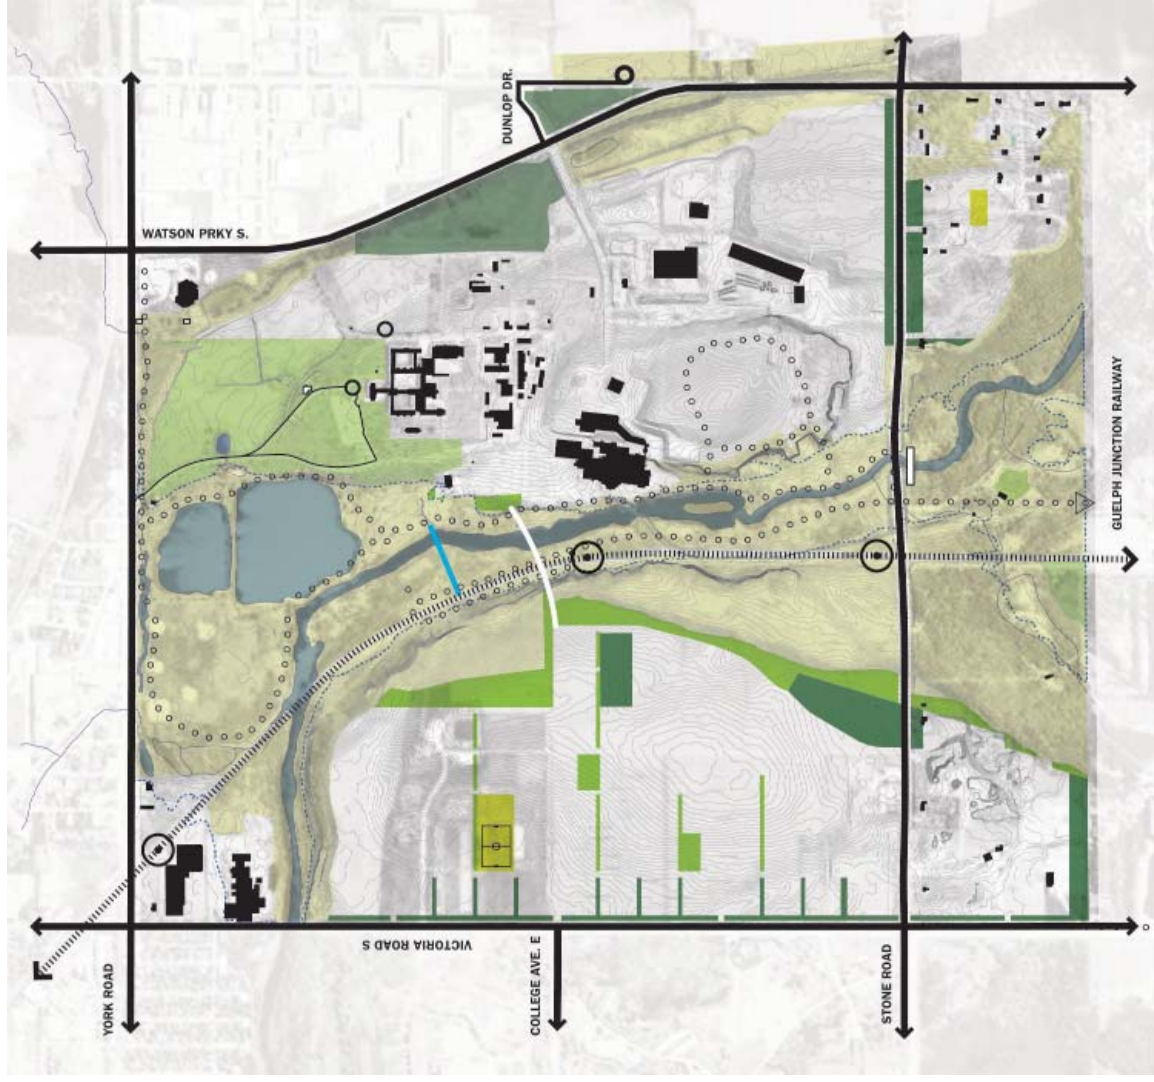 DUNLOP DR.
WATSON PRKY S.
GUELPH JUNCTION RAILWAY
VICTORIA ROAD S
YORK ROAD
COLLEGE AVE. E
STONE ROAD